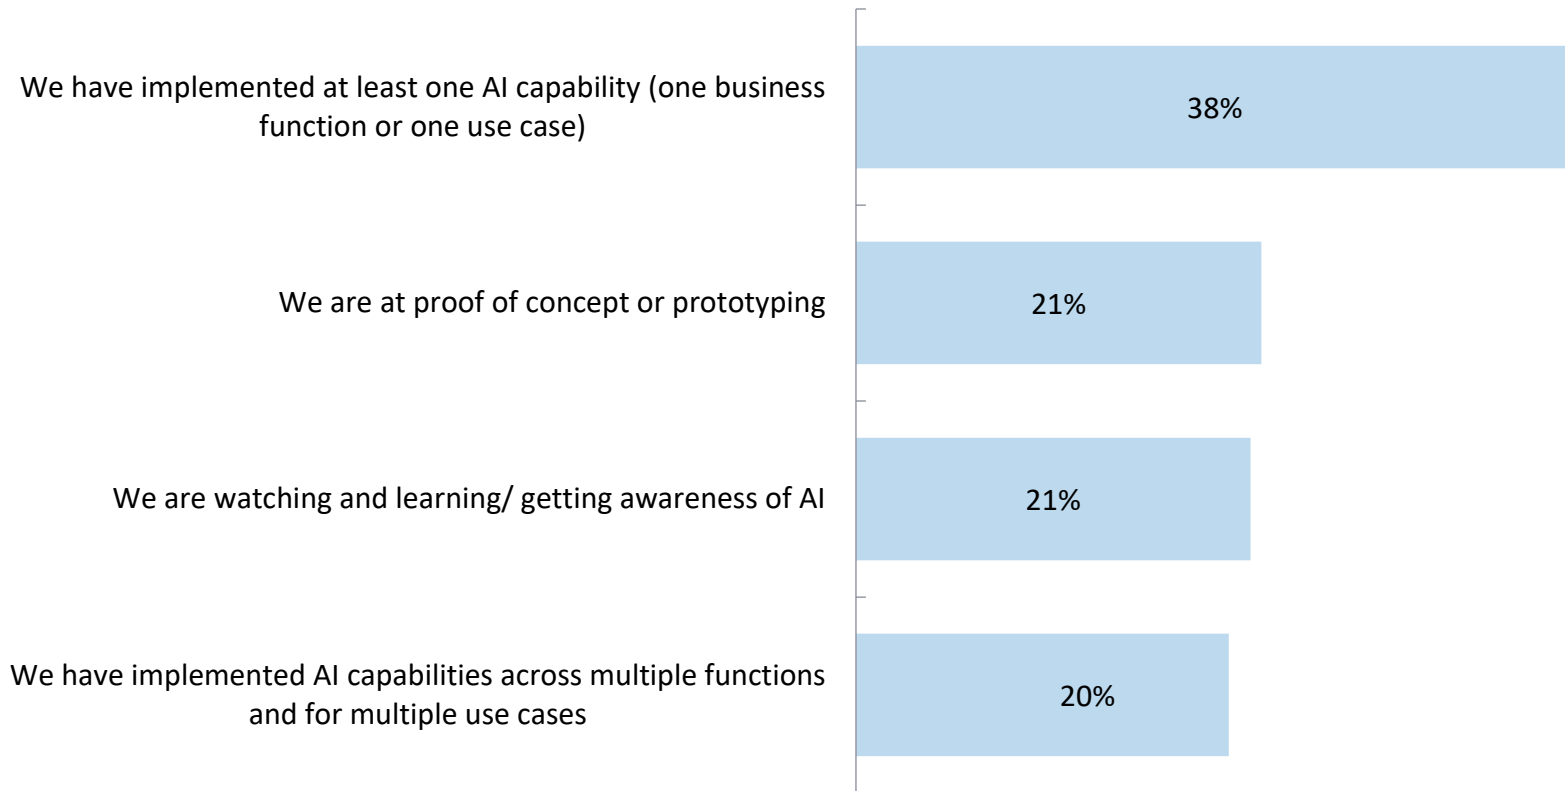 We have implemented at least one AI capability (one business
function or one use case)
38%
We are at proof of concept or prototyping
21%
We are watching and learning/ getting awareness of AI
21%
We have implemented AI capabilities across multiple functions
and for multiple use cases
20%